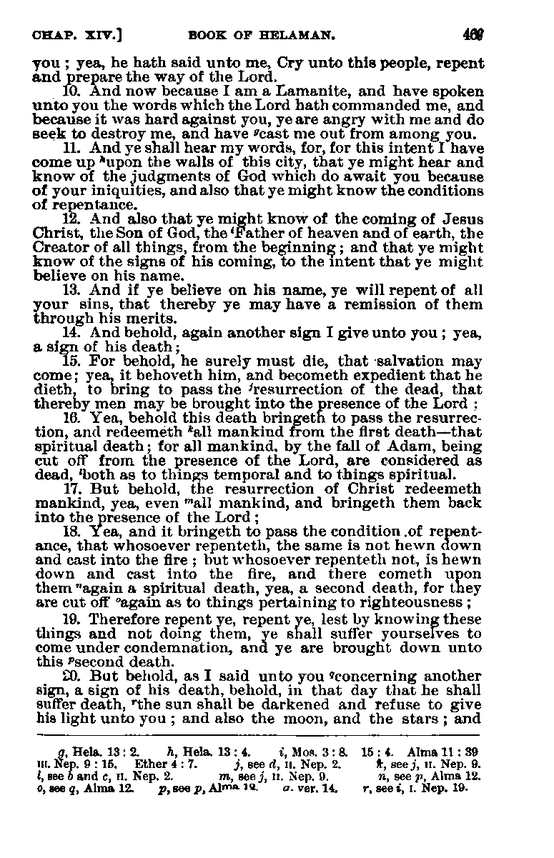 CHAP. XIV.] BOOK OF HELAMAN.
you ; yea, he hath said unto me, Cry unto this people, repent
and prepare the way of the Lord.
10. And now because I am a Lamanite, and have spoken
unto you the words which the Lord hath commanded me, and
because it was hard against you, ye are angry with me and do
seek to destroy me, and have ᵍcast me out from among you.
11. And ye shall hear my words, for, for this intent I have
come up ʰupon the walls of this city, that ye might hear and
know of the judgments of God which do await you because
of your iniquities, and also that ye might know the conditions
of repentance.
12. And also that ye might know of the coming of Jesus
Christ, the Son of God, the ⁱFather of heaven and of earth, the
Creator of all things, from the beginning ; and that ye might
know of the signs of his coming, to the intent that ye might
believe on his name.
13. And if ye believe on his name, ye will repent of all
your sins, that thereby ye may have a remission of them
through his merits.
14. And behold, again another sign I give unto you ; yea,
a sign of his death ;
15. For behold, he surely must die, that salvation may
come ; yea, it behoveth him, and becometh expedient that he
dieth, to bring to pass the ʲresurrection of the dead, that
thereby men may be brought into the presence of the Lord ;
16. Yea, behold this death bringeth to pass the resurrec-
tion, and redeemeth ᵏall mankind from the first death—that
spiritual death ; for all mankind, by the fall of Adam, being
cut off from the presence of the Lord, are considered as
dead, ˡboth as to things temporal and to things spiritual.
17. But behold, the resurrection of Christ redeemeth
mankind, yea, even ᵐall mankind, and bringeth them back
into the presence of the Lord ;
18. Yea, and it bringeth to pass the condition .of repent-
ance, that whosoever repenteth, the same is not hewn down
and cast into the fire ; but whosoever repenteth not, is hewn
down and cast into the fire, and there cometh upon
them ⁿagain a spiritual death, yea, a second death, for they
are cut off ᵒagain as to things pertaining to righteousness ;
19. Therefore repent ye, repent ye, lest by knowing these
things and not doing them, ye shall suffer yourselves to
come under condemnation, and ye are brought down unto
this ᵖsecond death.
20. But behold, as I said unto you ᑫconcerning another
sign, a sign of his death, behold, in that day that he shall
suffer death, ʳthe sun shall be darkened and refuse to give
his light unto you ; and also the moon, and the stars ; and
g, Hela. 13 : 2. h, Hela. 13 : 4. i, Mos. 3 : 8. 15 : 4. Alma 11 : 39
III. Nep. 9 : 15. Ether 4 : 7. j, see d, II. Nep. 2. k, see j, II. Nep. 9.
l, see b and c, II. Nep. 2. m, see j, II. Nep. 9. n, see p, Alma 12.
o, see q, Alma 12. p, see p, Alma 12. q. ver. 14. r, see i, I. Nep. 19.